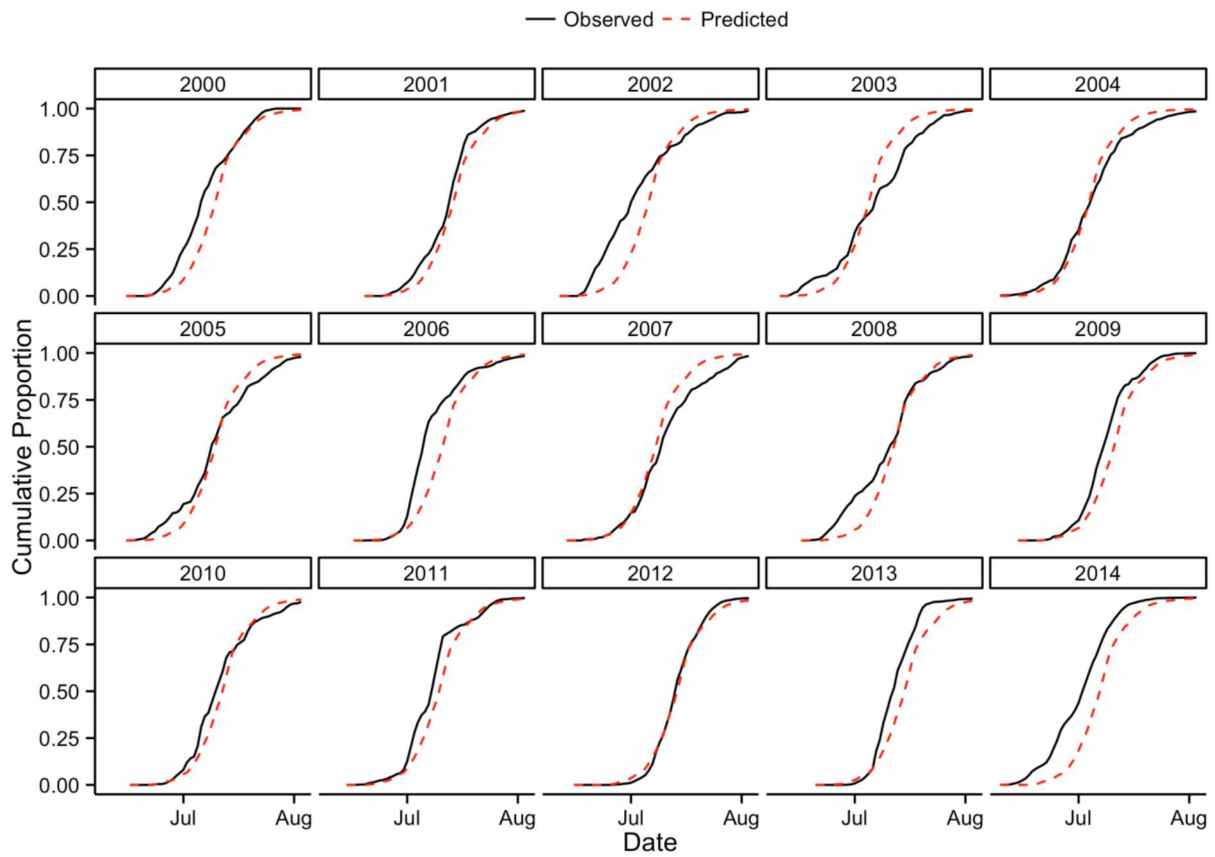 Observed Predicted
2000 2001 2002 2003 2004
1.00
0.75
0.50
0.25
0.00
2005 2006 2007 2008 2009
1.00
0.75
0.50
0.25
0.00
2010 2011 2012 2013 2014
1.00
0.75
0.50
0.25
0.00
Cumulative Proportion
Jul Aug Jul Aug Jul Aug Jul Aug Jul Aug
Date